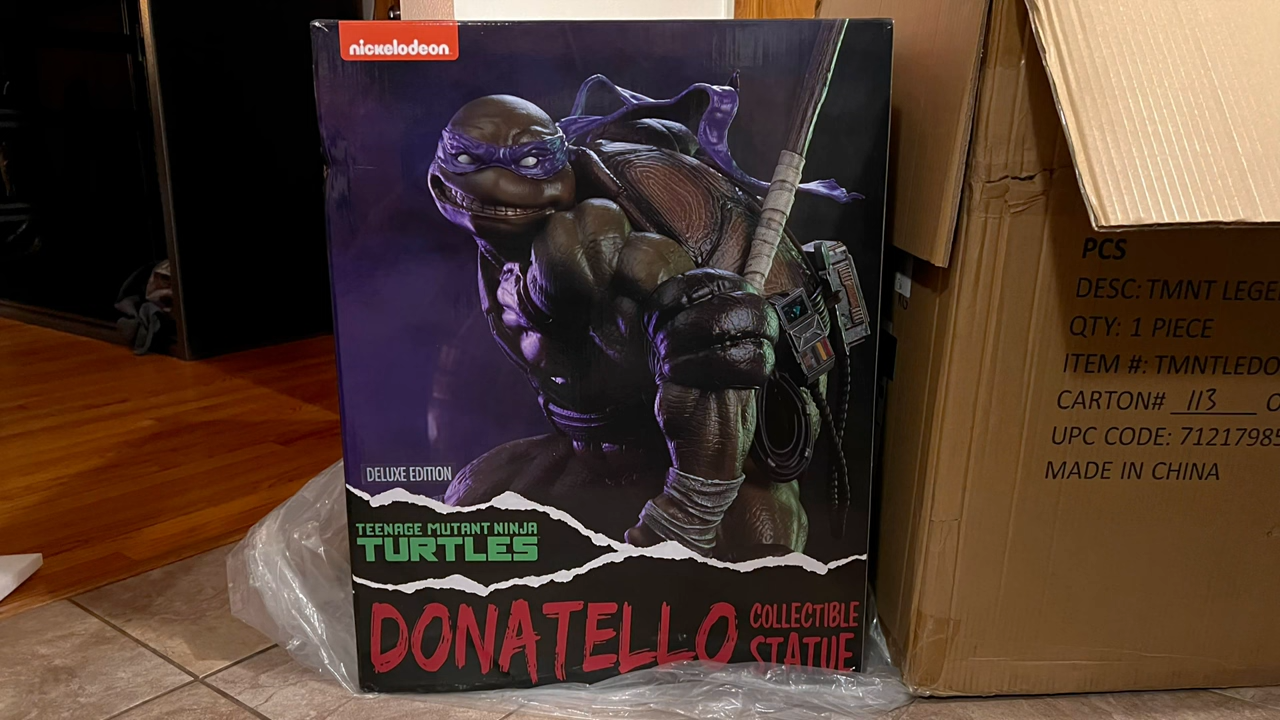 nickelodeon
DELUXE EDITION
TEENAGE MUTANT NINJA
TURTLES
DONATELLO
COLLECTIBLE
STATUE
PCS
DESC: TMNT LEGE
QTY: 1 PIECE
ITEM #: TMNTLEDO
CARTON# 113
UPC CODE: 71217985
MADE IN CHINA